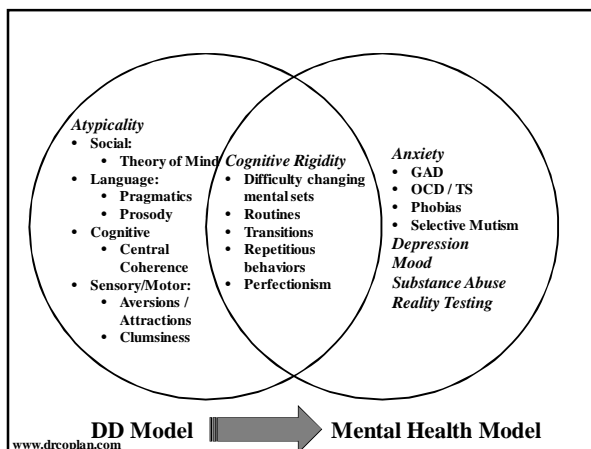 Atypicality
• Social:
• Theory of Mind
• Language:
• Pragmatics
• Prosody
• Cognitive
• Central
Coherence
• Sensory/Motor:
• Aversions /
Attractions
• Clumsiness
Cognitive Rigidity
• Difficulty changing
mental sets
• Routines
• Transitions
• Repetitious
behaviors
• Perfectionism
Anxiety
• GAD
• OCD / TS
• Phobias
• Selective Mutism
Depression
Mood
Substance Abuse
Reality Testing
DD Model
Mental Health Model
www.drcoplan.com